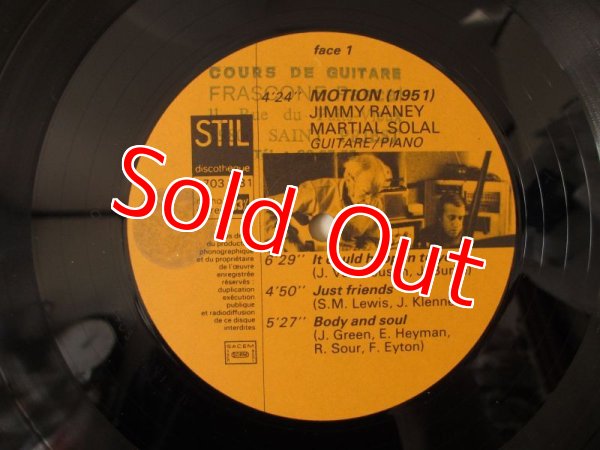 face 1
COURS DE GUITARE
FRASCONE
4'24" MOTION (1951)
JIMMY RANEY
MARTIAL SOLAL
GUITARE/PIANO
STIL
discothèque
Sold Out
6'29" It
(J.
4'50" Just friends
(S.M. Lewis, J. Klenne
5'27" Body and soul
(J. Green, E. Heyman,
R. Sour, F. Eyton)
du producteur
phonographique
et du propriétaire
de l'œuvre
enregistrée
réservés :
duplication
exécution
publique
et radiodiffusion
de ce disque
interdites
SACEM